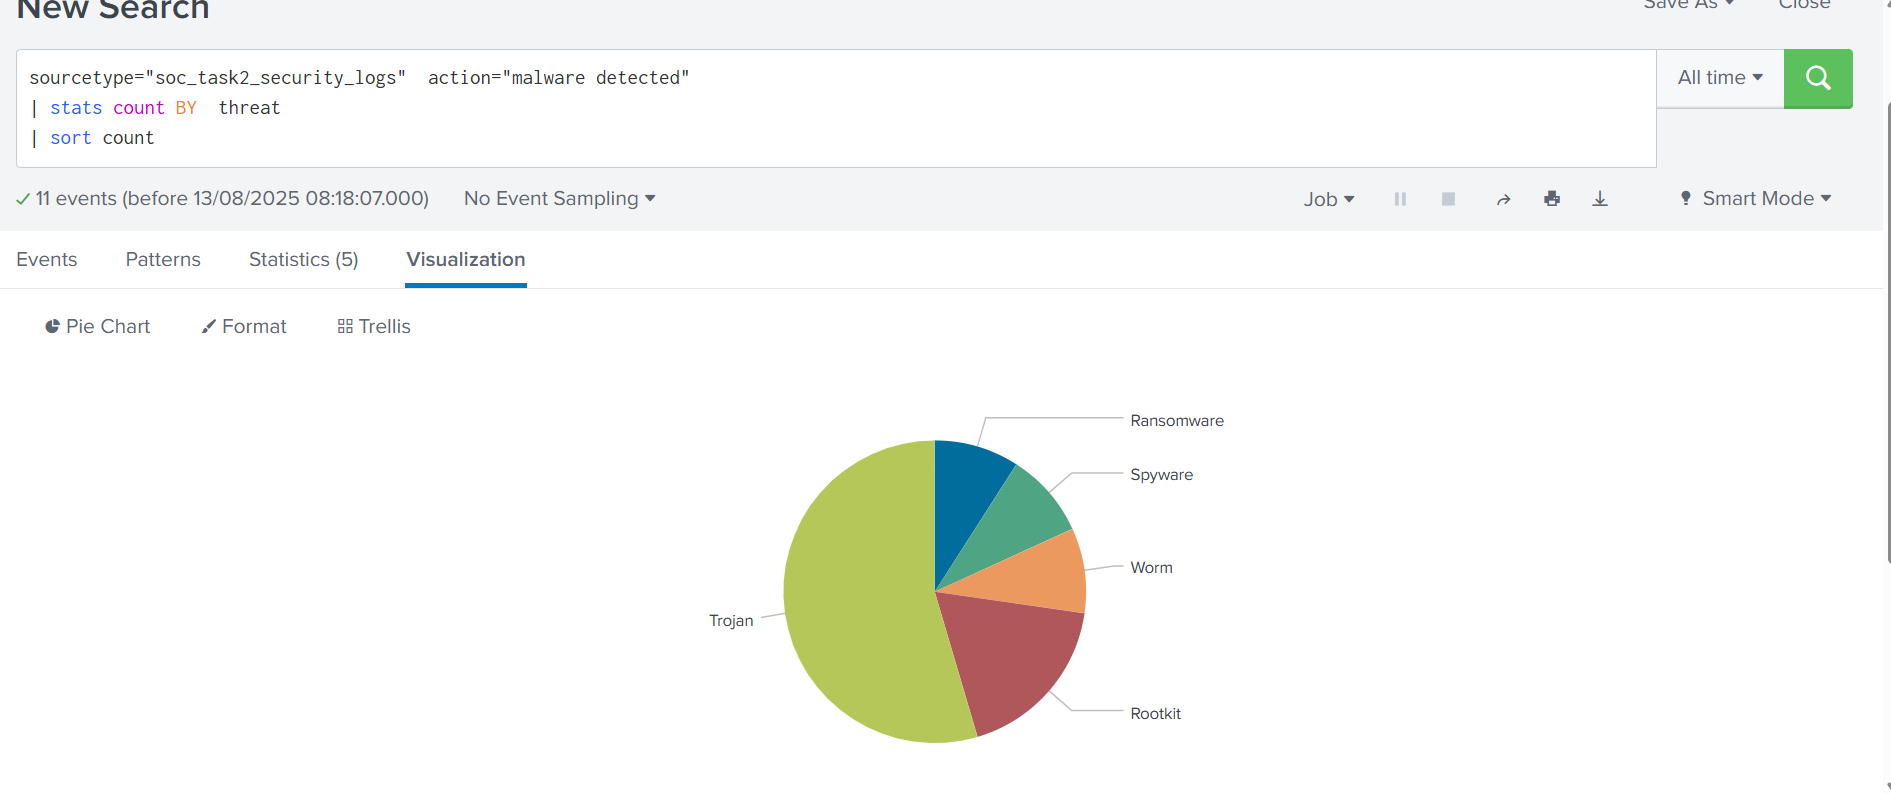 New Search
Save As
Close
sourcetype="soc_task2_security_logs"  action="malware detected"
All time
| stats count BY  threat
| sort count
11 events (before 13/08/2025 08:18:07.000)
No Event Sampling
Job
Smart Mode
Events
Patterns
Statistics (5)
Visualization
Pie Chart
Format
Trellis
Ransomware
Spyware
Worm
Trojan
Rootkit